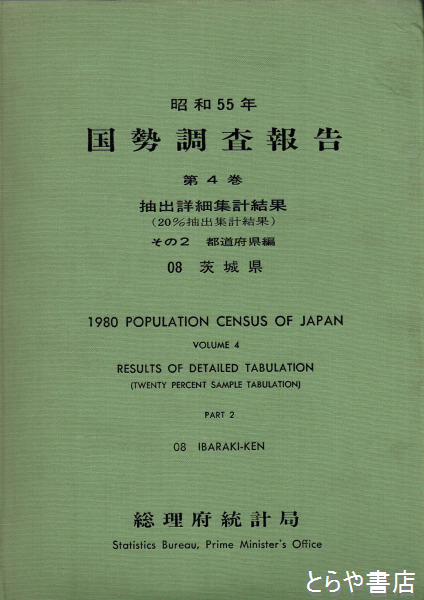 昭和55年
国勢調査報告
第4巻
抽出詳細集計結果
(20%抽出集計結果)
その2 都道府県編
08 茨城県
1980 POPULATION CENSUS OF JAPAN
VOLUME 4
RESULTS OF DETAILED TABULATION
(TWENTY PERCENT SAMPLE TABULATION)
PART 2
08 IBARAKI-KEN
総理府統計局
Statistics Bureau, Prime Minister's Office
とらや書店